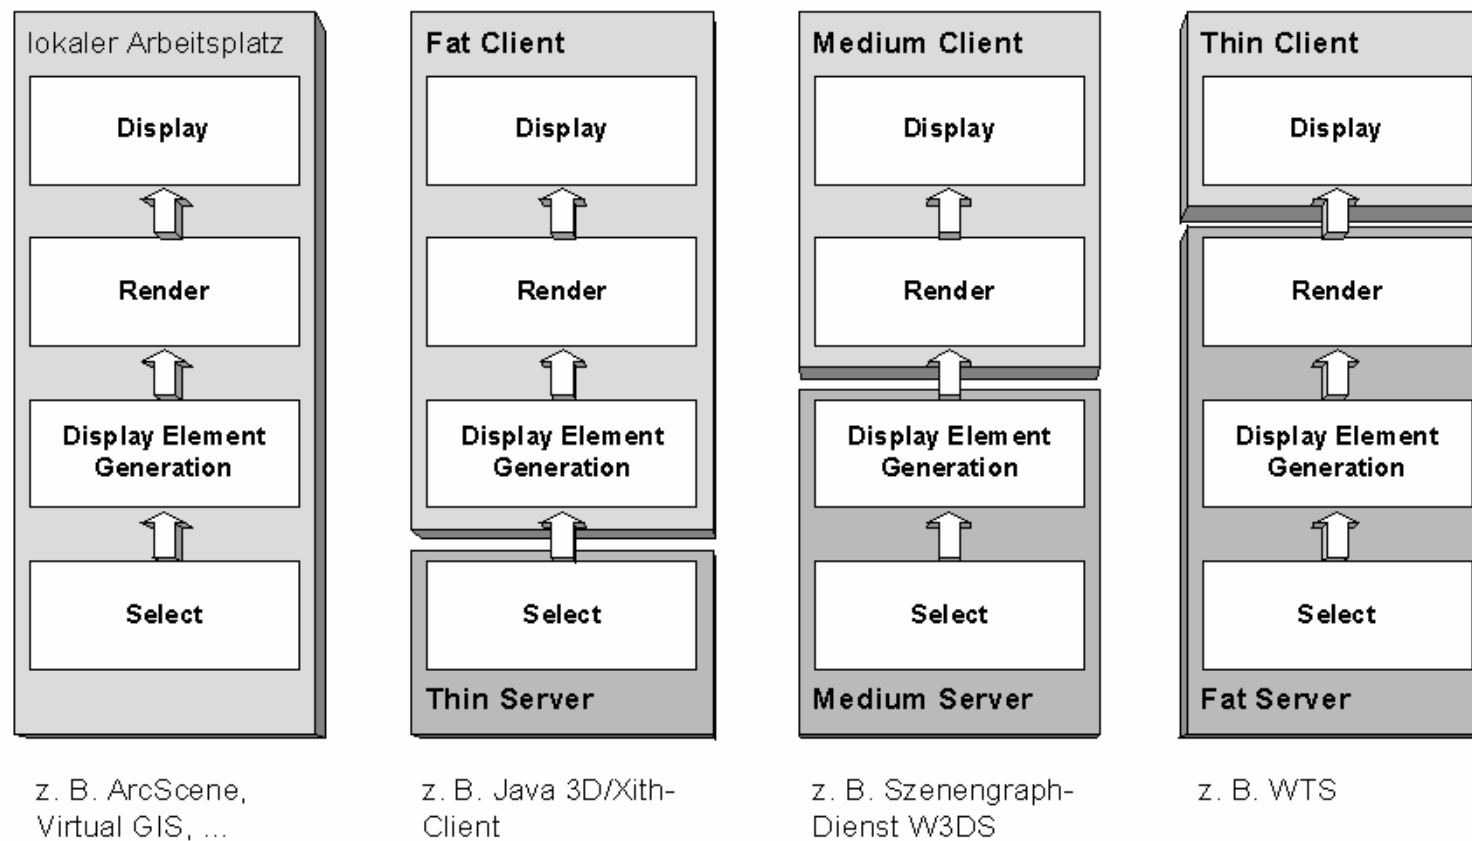 lokaler Arbeitsplatz
Display
Render
Display Element
Generation
Select
z. B. ArcScene,
Virtual GIS, ...
Fat Client
Display
Render
Display Element
Generation
Select
Thin Server
z. B. Java 3D/Xith-
Client
Medium Client
Display
Render
Display Element
Generation
Select
Medium Server
z. B. Szenengraph-
Dienst W3DS
Thin Client
Display
Render
Display Element
Generation
Select
Fat Server
z. B. WTS